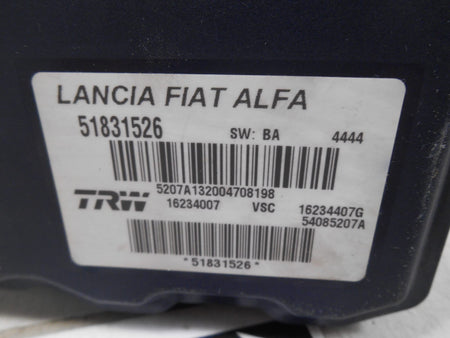 LANCIA FIAT ALFA
51831526 SW: BA 4444
5207A132004708198
TRW 16234007 VSC 16234407G
54085207A
*51831526*